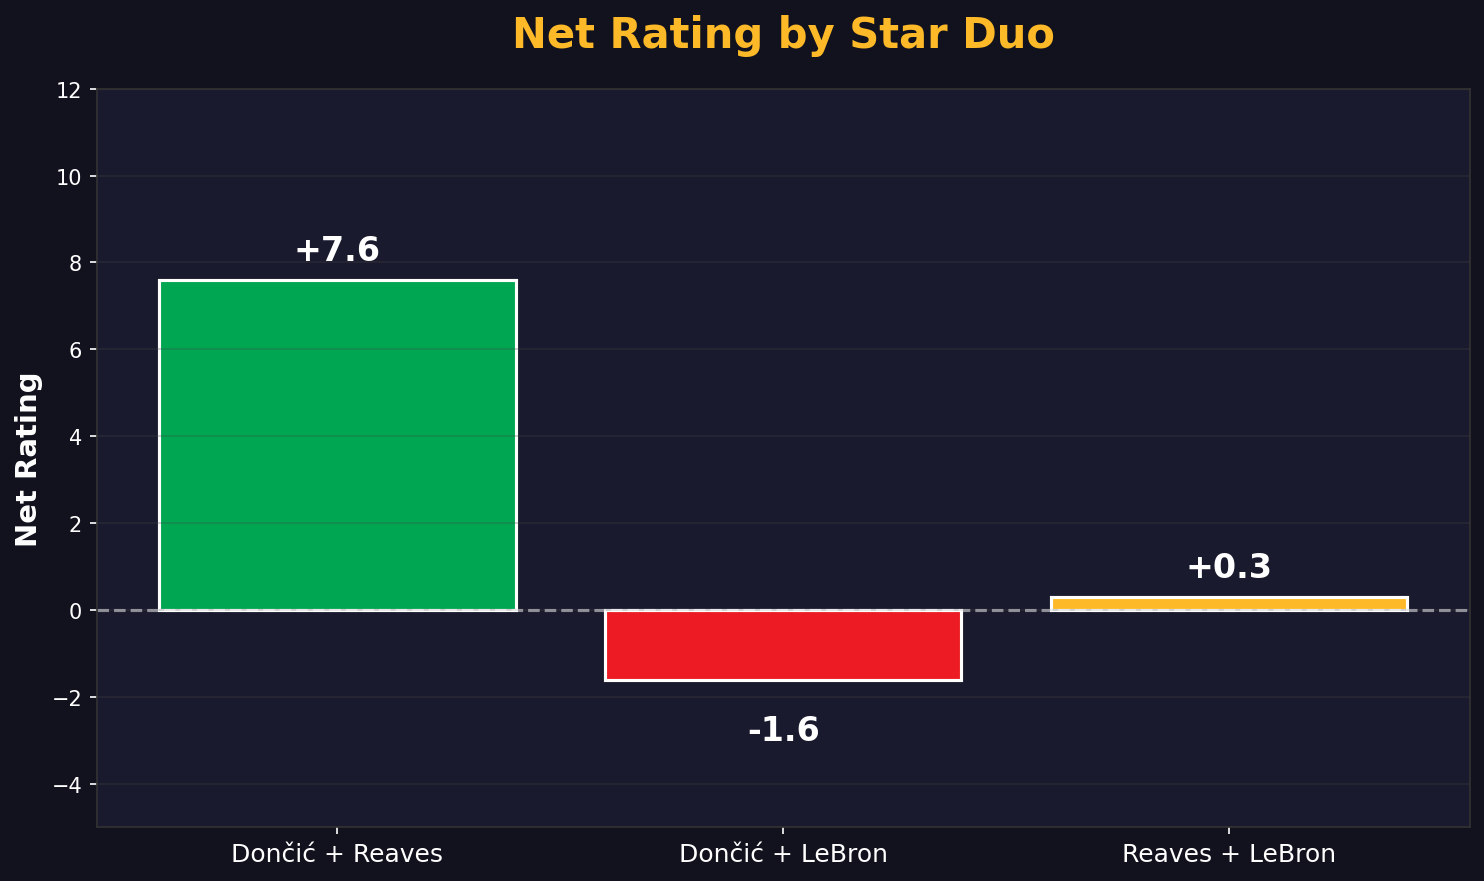 Net Rating by Star Duo
Net Rating
12
10
8
6
4
2
0
−2
−4
+7.6
-1.6
+0.3
Dončić + Reaves
Dončić + LeBron
Reaves + LeBron